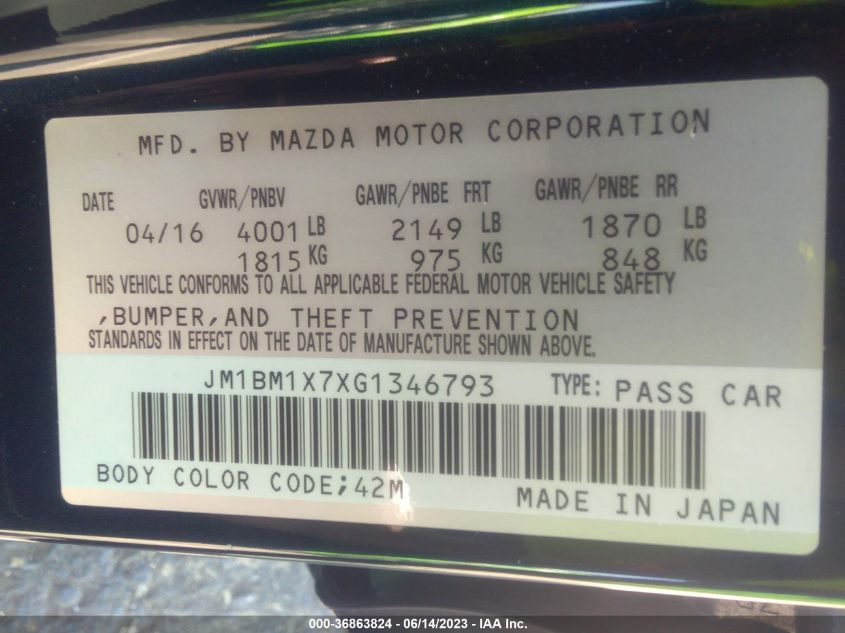 MFD. BY MAZDA MOTOR CORPORATION
DATE GVWR/PNBV GAWR/PNBE FRT GAWR/PNBE RR
04/16 4001 LB 2149 LB 1870 LB
1815 KG 975 KG 848 KG
THIS VEHICLE CONFORMS TO ALL APPLICABLE FEDERAL MOTOR VEHICLE SAFETY
,BUMPER,AND THEFT PREVENTION
STANDARDS IN EFFECT ON THE DATE OF MANUFACTURE SHOWN ABOVE.
JM1BM1X7XG1346793 TYPE: PASS CAR
BODY COLOR CODE;42M
MADE IN JAPAN
000-36863824 - 06/14/2023 - IAA Inc.